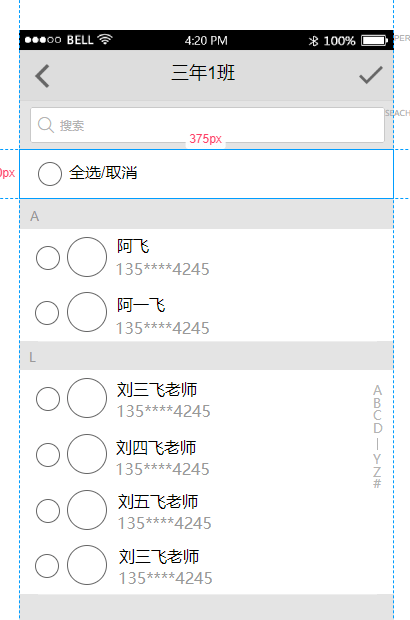 BELL 4:20 PM 100%
PER
三年1班
搜索
SPACH
375px
0px
全选/取消
A
阿飞
135****4245
阿一飞
135****4245
L
刘三飞老师
135****4245
刘四飞老师
135****4245
刘五飞老师
135****4245
刘三飞老师
135****4245
A
B
C
D
|
Y
Z
#